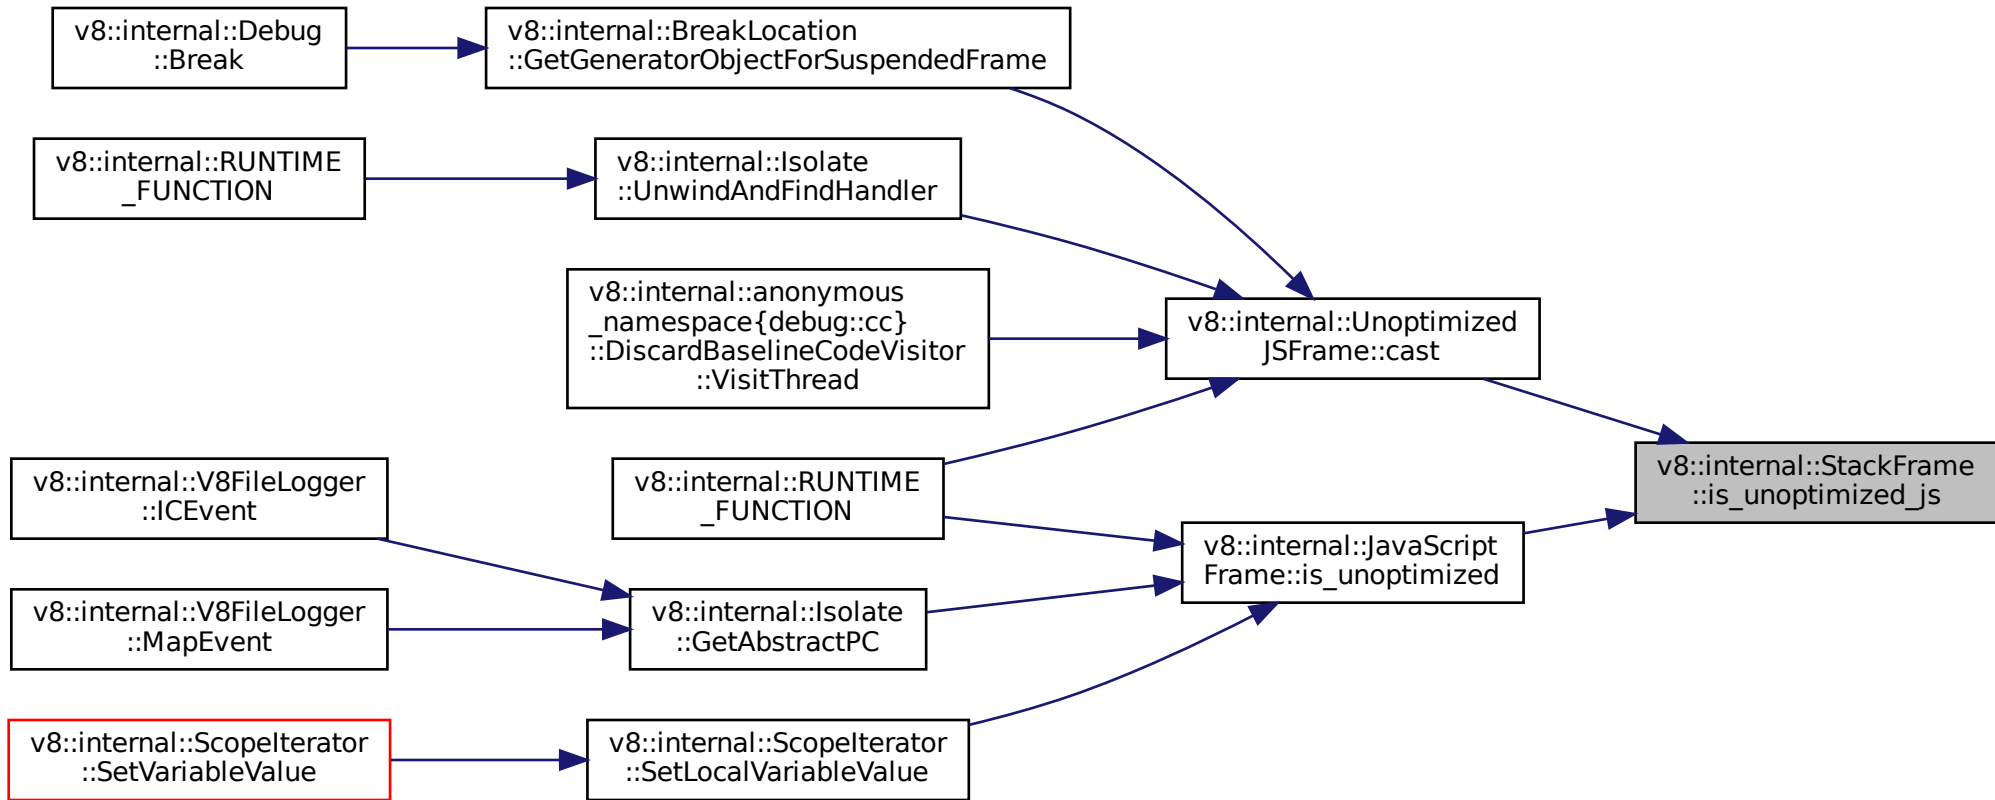 v8::internal::Debug
::Break
v8::internal::BreakLocation
::GetGeneratorObjectForSuspendedFrame
v8::internal::RUNTIME
_FUNCTION
v8::internal::Isolate
::UnwindAndFindHandler
v8::internal::anonymous
_namespace{debug::cc}
::DiscardBaselineCodeVisitor
::VisitThread
v8::internal::Unoptimized
JSFrame::cast
v8::internal::StackFrame
::is_unoptimized_js
v8::internal::V8FileLogger
::ICEvent
v8::internal::RUNTIME
_FUNCTION
v8::internal::JavaScript
Frame::is_unoptimized
v8::internal::V8FileLogger
::MapEvent
v8::internal::Isolate
::GetAbstractPC
v8::internal::ScopeIterator
::SetVariableValue
v8::internal::ScopeIterator
::SetLocalVariableValue